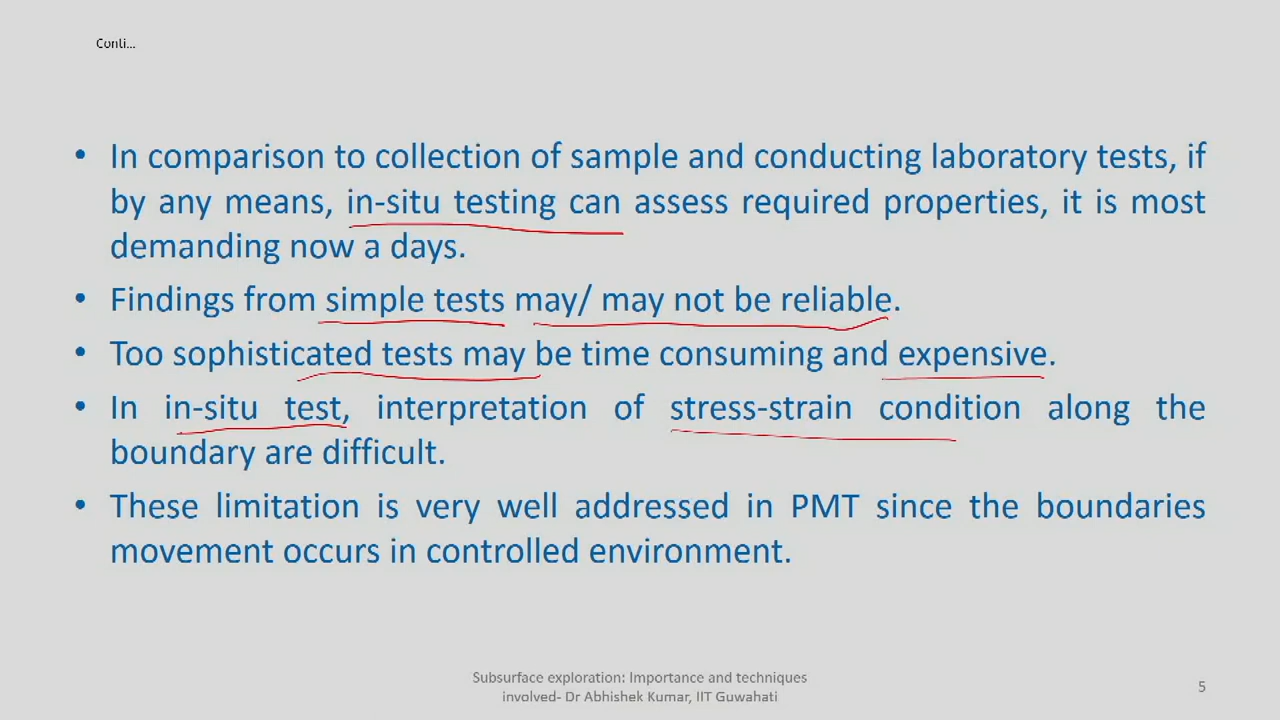 Conti...
• In comparison to collection of sample and conducting laboratory tests, if
by any means, in-situ testing can assess required properties, it is most
demanding now a days.
• Findings from simple tests may/ may not be reliable.
• Too sophisticated tests may be time consuming and expensive.
• In in-situ test, interpretation of stress-strain condition along the
boundary are difficult.
• These limitation is very well addressed in PMT since the boundaries
movement occurs in controlled environment.
Subsurface exploration: Importance and techniques
involved- Dr Abhishek Kumar, IIT Guwahati
5